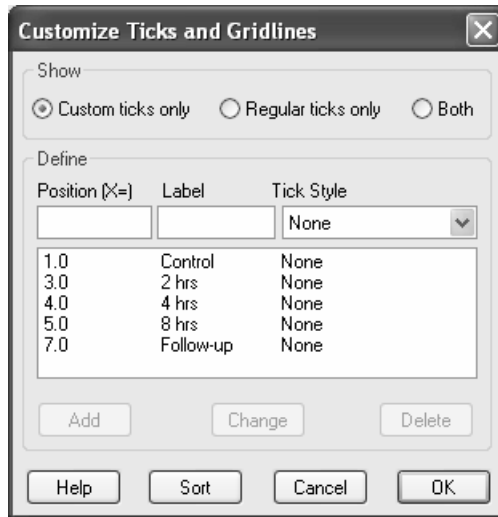 Customize Ticks and Gridlines
Show
Custom ticks only Regular ticks only Both
Define
Position (X=) Label Tick Style
None
1.0 Control None
3.0 2 hrs None
4.0 4 hrs None
5.0 8 hrs None
7.0 Follow-up None
Add Change Delete
Help Sort Cancel OK